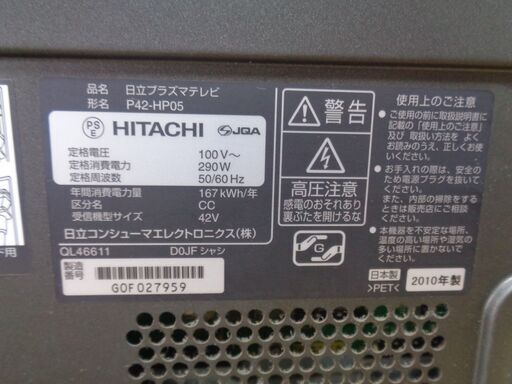 品名 日立プラズマテレビ
形名 P42-HP05
PS
E
HITACHI JQA
定格電圧 100V～
定格消費電力 290W
定格周波数 50/60Hz
年間消費電力量 167kWh/年
区分名 CC
受信機型サイズ 42V
日立コンシューマエレクトロニクス(株)
QL46611 D0JFシャシ
製造
番号
G0F027959
警告
高圧注意
感電のおそれあり
裏ぶたを開けるな
G
使用上のご注意
●ご使用の前に取扱説明書に
記載の「使用上のご注意」
及び 取扱い方法を よく
お読みのうえ、正しくお使
いください。
●お手入れの際は、安全の
ため電源プラグを抜いて
ください。
また、内部の掃除をすると
きは販売店にご相談くだ
さい。
●本機器を不安定な場所、
湿度の高い場所や湿気の
多い場所に置かないでく
ださい。
日本製
>PET<
2010年製
ド用